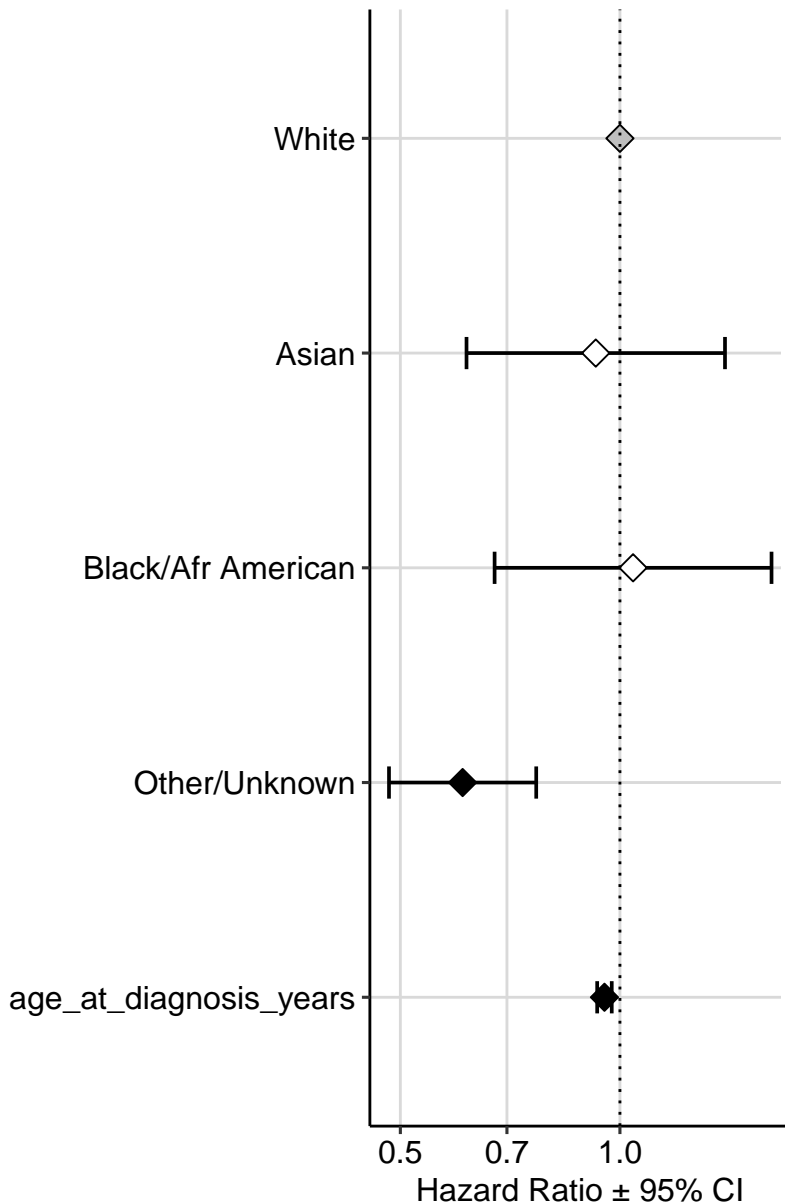 White
Asian
Black/Afr American
Other/Unknown
age_at_diagnosis_years
0.5 0.7 1.0
Hazard Ratio ± 95% CI